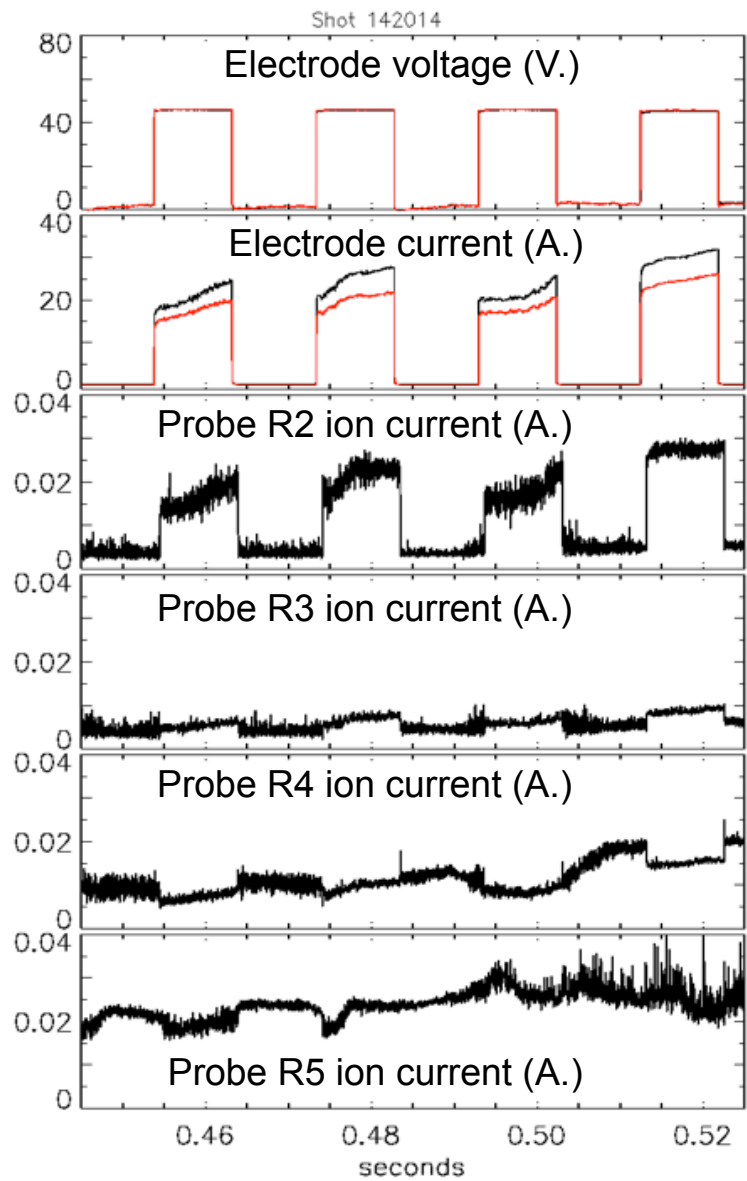 Shot 142014
80
Electrode voltage (V.)
40
0
40
Electrode current (A.)
20
0
0.04
Probe R2 ion current (A.)
0.02
0
0.04
Probe R3 ion current (A.)
0.02
0
0.04
Probe R4 ion current (A.)
0.02
0
0.04
0.02
Probe R5 ion current (A.)
0
0.46 0.48 0.50 0.52
seconds